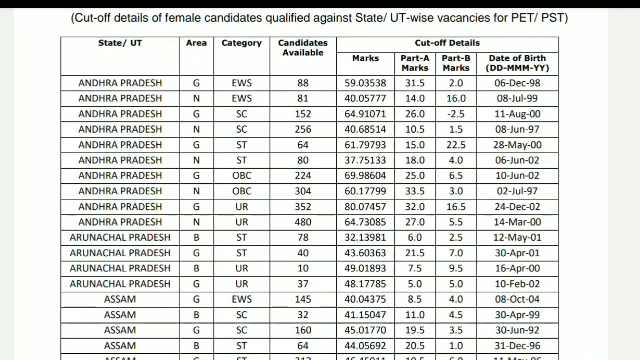 (Cut-off details of female candidates qualified against State/ UT-wise vacancies for PET/ PST)
State/ UT Area Category Candidates Available Cut-off Details
Marks Part-A Marks Part-B Marks Date of Birth (DD-MMM-YY)
ANDHRA PRADESH G EWS 88 59.03538 31.5 2.0 06-Dec-98
ANDHRA PRADESH N EWS 81 40.05777 14.0 16.0 08-Jul-99
ANDHRA PRADESH G SC 152 64.91071 26.0 -2.5 11-Aug-00
ANDHRA PRADESH N SC 256 40.68514 10.5 1.5 08-Jun-97
ANDHRA PRADESH G ST 64 61.79793 15.0 22.5 28-May-00
ANDHRA PRADESH N ST 80 37.75133 18.0 4.0 06-Jun-02
ANDHRA PRADESH G OBC 224 69.98604 25.0 6.5 10-Jun-02
ANDHRA PRADESH N OBC 304 60.17799 33.5 3.0 02-Jul-97
ANDHRA PRADESH G UR 352 80.07457 32.0 16.5 24-Dec-02
ANDHRA PRADESH N UR 480 64.73085 27.0 5.5 14-Mar-00
ARUNACHAL PRADESH B ST 78 32.13981 6.0 2.5 12-May-01
ARUNACHAL PRADESH G ST 40 43.60363 21.5 7.0 30-Apr-01
ARUNACHAL PRADESH B UR 10 49.01893 7.5 9.5 16-Apr-00
ARUNACHAL PRADESH G UR 37 48.17785 5.0 5.0 10-Feb-02
ASSAM G EWS 145 40.04375 8.5 4.0 08-Oct-04
ASSAM B SC 32 41.15047 11.0 4.5 30-Apr-99
ASSAM G SC 160 45.01770 19.5 3.5 30-Jun-92
ASSAM B ST 64 44.05692 20.5 1.0 31-Dec-96
ASSAM G ST